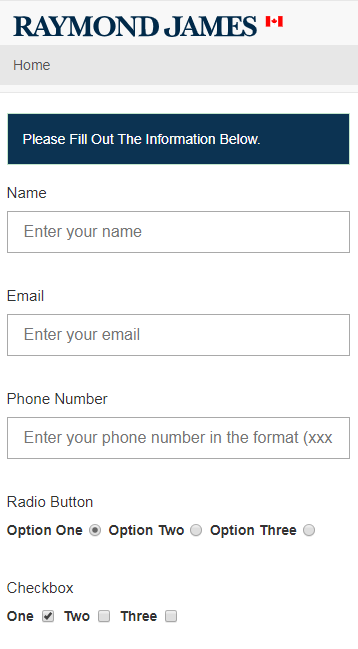 RAYMOND JAMES
Home
Please Fill Out The Information Below.
Name
Enter your name
Email
Enter your email
Phone Number
Enter your phone number in the format (xxx
Radio Button
Option One Option Two Option Three
Checkbox
One Two Three